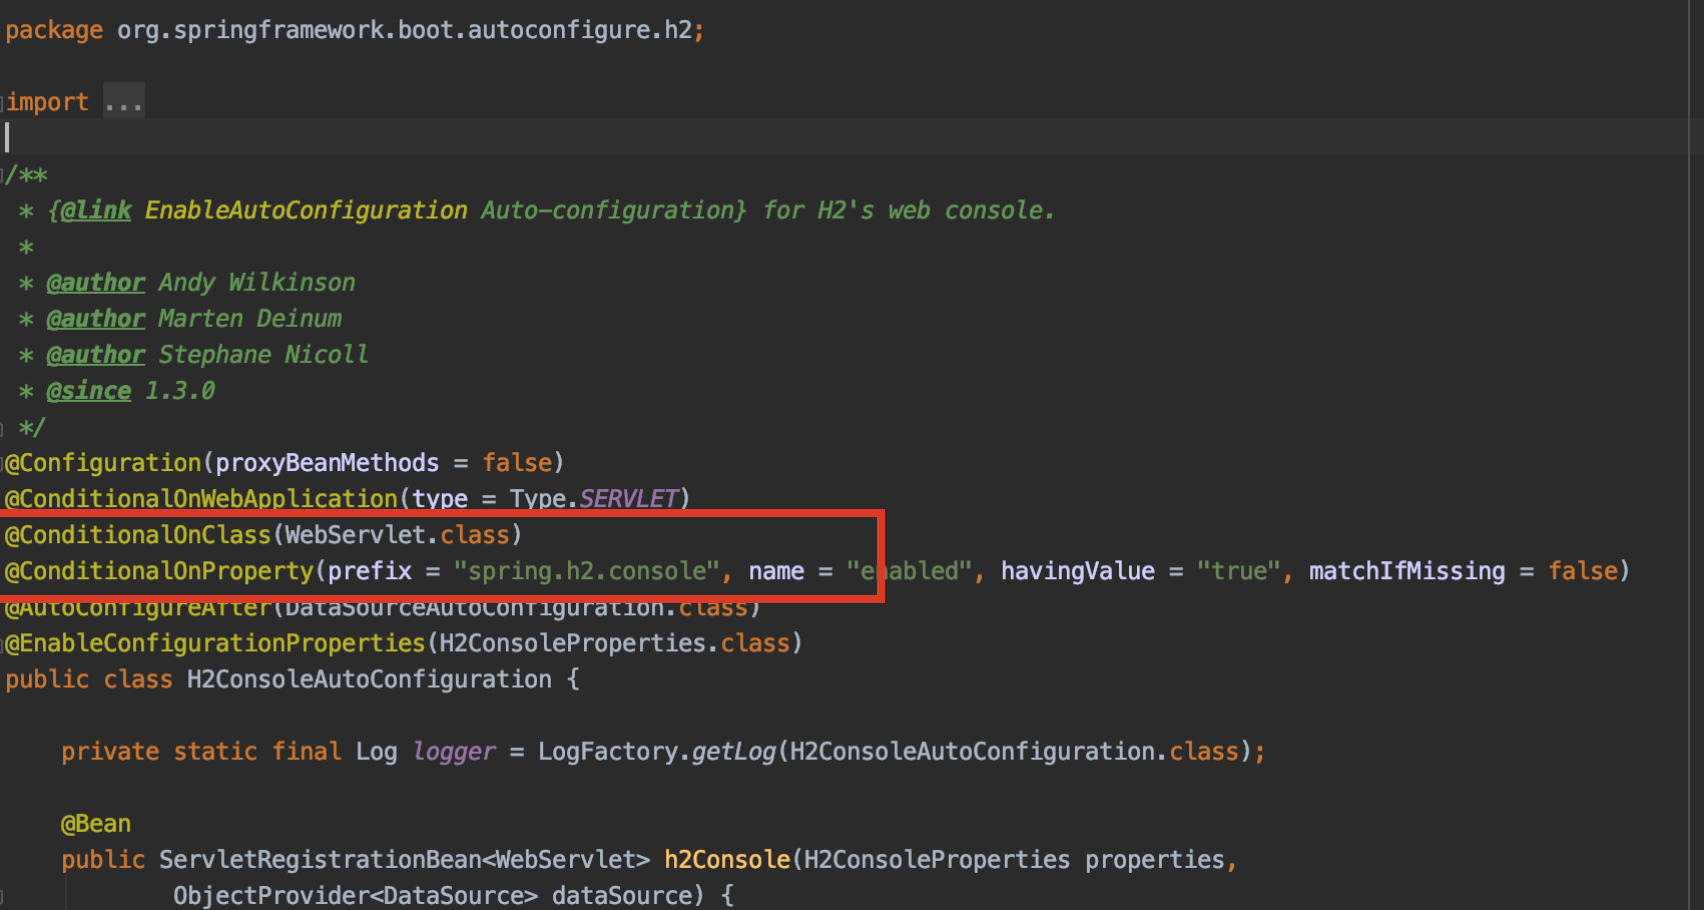 package org.springframework.boot.autoconfigure.h2;
import ...
/**
* {@link EnableAutoConfiguration Auto-configuration} for H2's web console.
*
* @author Andy Wilkinson
* @author Marten Deinum
* @author Stephane Nicoll
* @since 1.3.0
*/
@Configuration(proxyBeanMethods = false)
@ConditionalOnWebApplication(type = Type.SERVLET)
@ConditionalOnClass(WebServlet.class)
@ConditionalOnProperty(prefix = "spring.h2.console", name = "enabled", havingValue = "true", matchIfMissing = false)
@AutoConfigureAfter(DataSourceAutoConfiguration.class)
@EnableConfigurationProperties(H2ConsoleProperties.class)
public class H2ConsoleAutoConfiguration {
private static final Log logger = LogFactory.getLog(H2ConsoleAutoConfiguration.class);
@Bean
public ServletRegistrationBean<WebServlet> h2Console(H2ConsoleProperties properties,
ObjectProvider<DataSource> dataSource) {